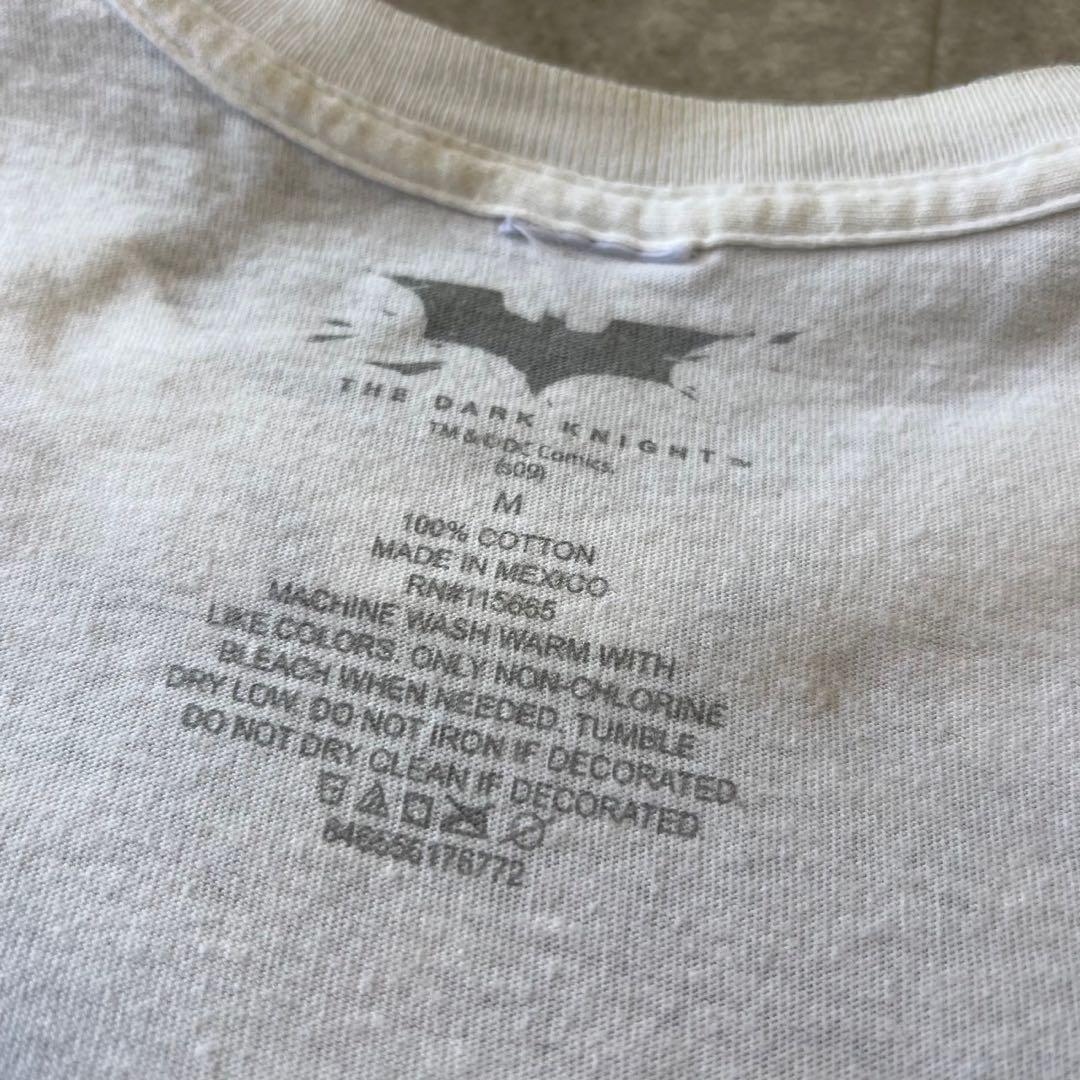 THE DARK KNIGHT™
TM & © DC Comics.
(s09)
M
100% COTTON
MADE IN MEXICO
RN#115665
MACHINE WASH WARM WITH
LIKE COLORS. ONLY NON-CHLORINE
BLEACH WHEN NEEDED. TUMBLE
DRY LOW. DO NOT IRON IF DECORATED.
DO NOT DRY CLEAN IF DECORATED.